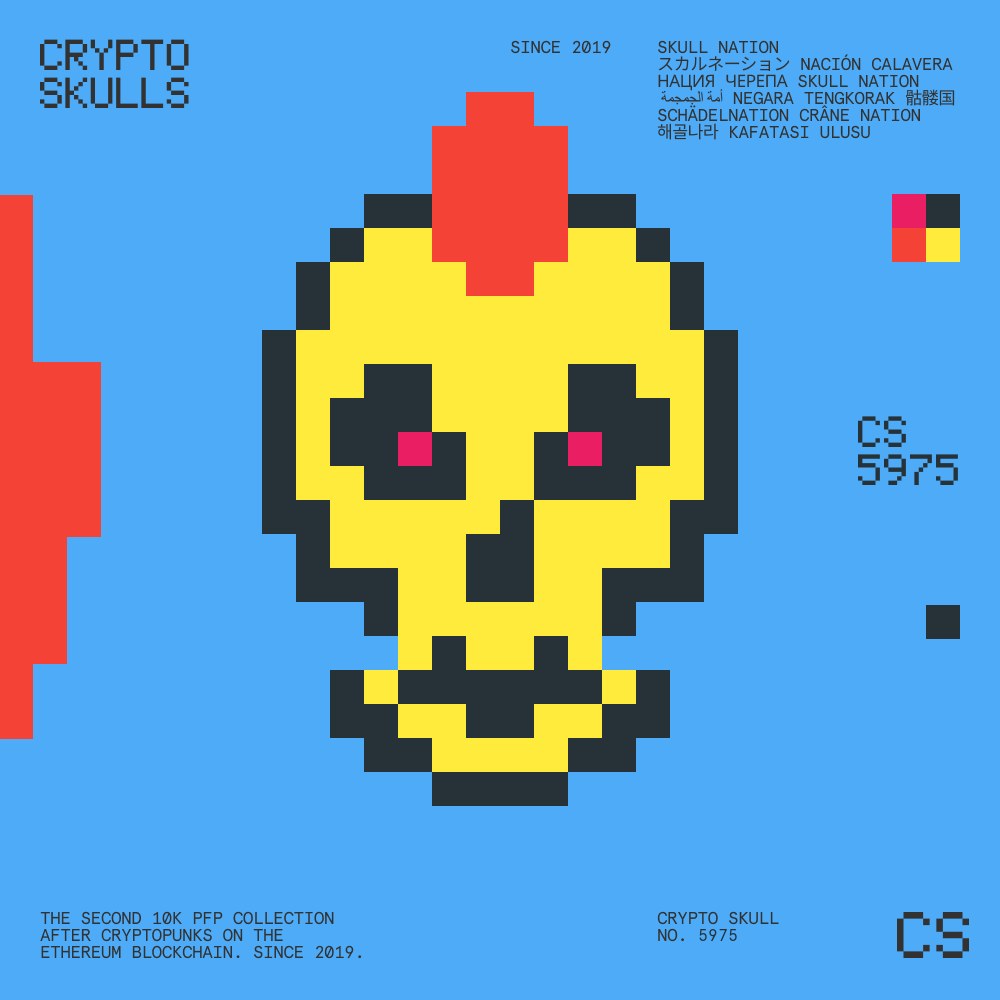 CRYPTO
SKULLS
SINCE 2019
SKULL NATION
スカルネーション NACIÓN CALAVERA
НАЦИЯ ЧЕРЕПА SKULL NATION
أمة الجمجمة NEGARA TENGKORAK 骷髅国
SCHÄDELNATION CRÂNE NATION
해골나라 KAFATASI ULUSU
CS
5975
THE SECOND 10K PFP COLLECTION
AFTER CRYPTOPUNKS ON THE
ETHEREUM BLOCKCHAIN. SINCE 2019.
CRYPTO SKULL
NO. 5975
CS